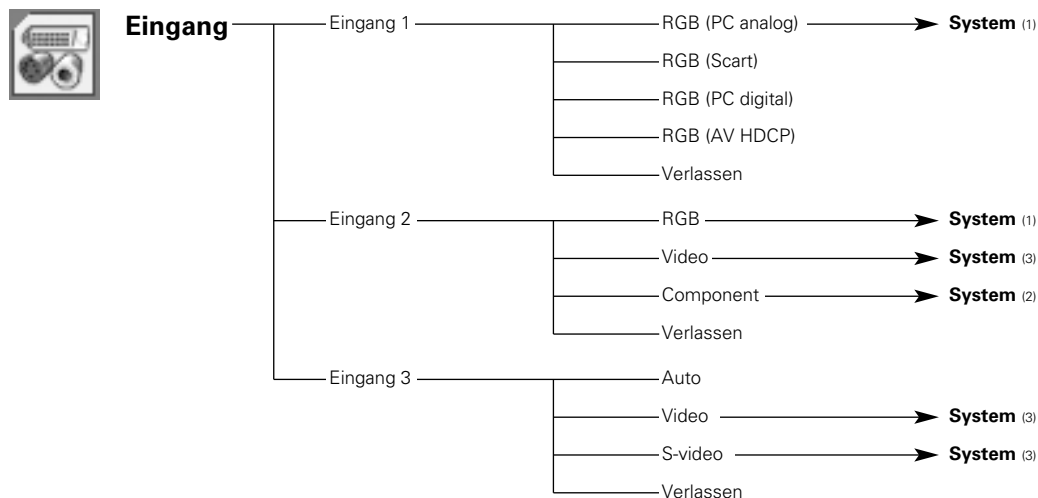 Eingang
Eingang 1
RGB (PC analog)
System (1)
RGB (Scart)
RGB (PC digital)
RGB (AV HDCP)
Verlassen
Eingang 2
RGB
System (1)
Video
System (3)
Component
System (2)
Verlassen
Eingang 3
Auto
Video
System (3)
S-video
System (3)
Verlassen